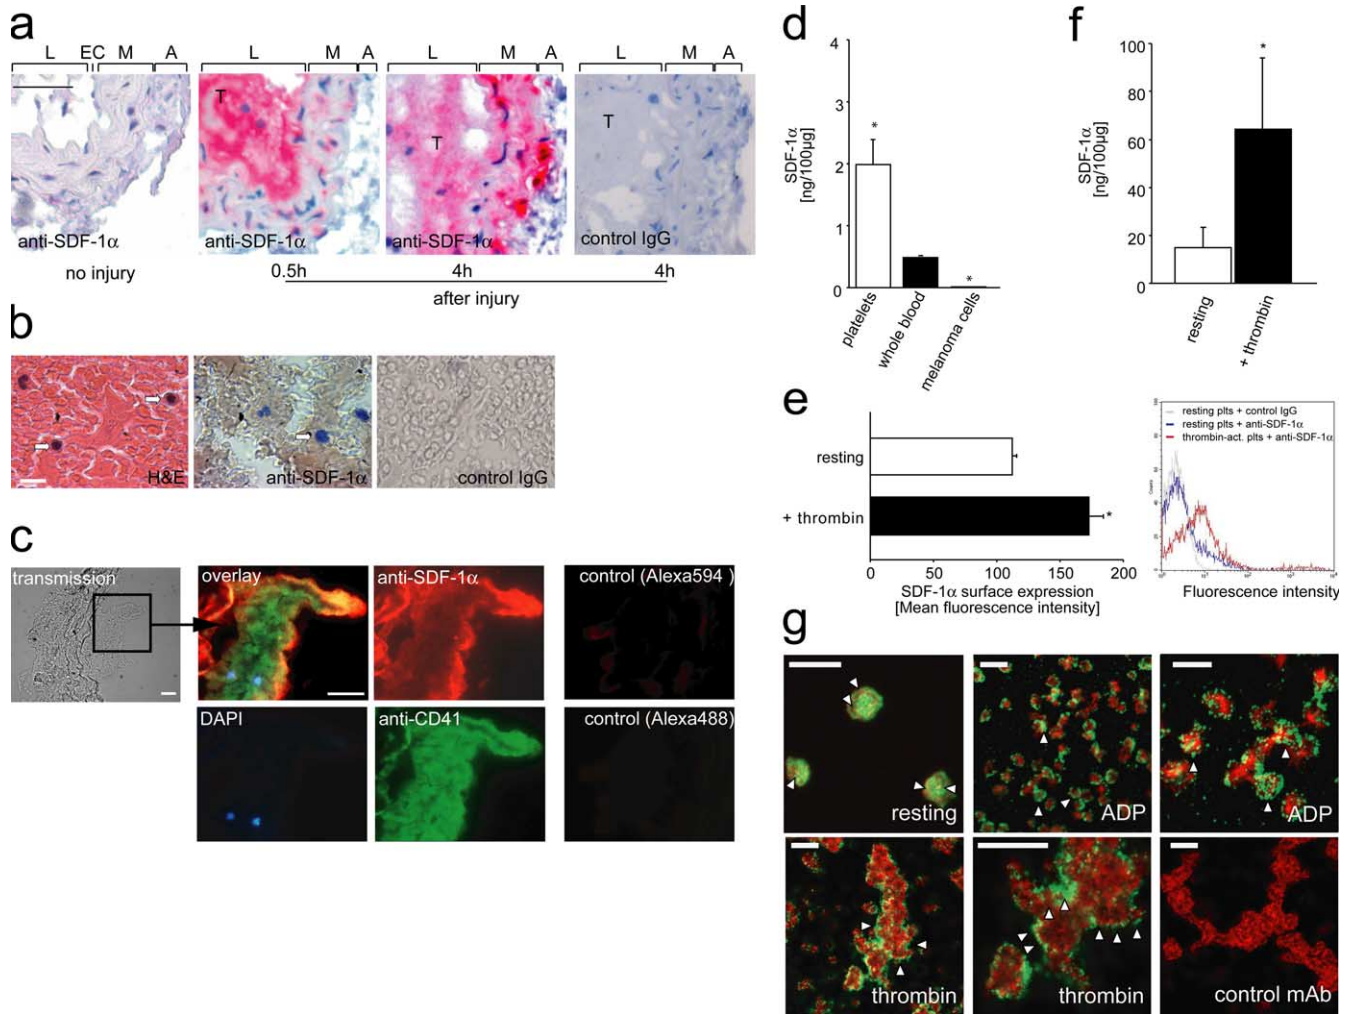 a
L EC M A
L M A
L M A
L M A
T
T
T
anti-SDF-1α
anti-SDF-1α
anti-SDF-1α
control IgG
no injury
0.5h
4h
4h
after injury
b
H&E
anti-SDF-1α
control IgG
c
transmission
overlay
anti-SDF-1α
control (Alexa594 )
DAPI
anti-CD41
control (Alexa488)
d
SDF-1α
[ng/100µg]
4
3
2
1
0
*
*
platelets
whole blood
melanoma cells
f
SDF-1α
[ng/100µg]
100
80
60
40
20
0
*
resting
+ thrombin
e
resting
+ thrombin
*
0 50 100 150 200
SDF-1α surface expression
[Mean fluorescence intensity]
resting plts + control IgG
resting plts + anti-SDF-1α
thrombin-act. plts + anti-SDF-1α
Counts
Fluorescence intensity
g
resting
ADP
ADP
thrombin
thrombin
control mAb